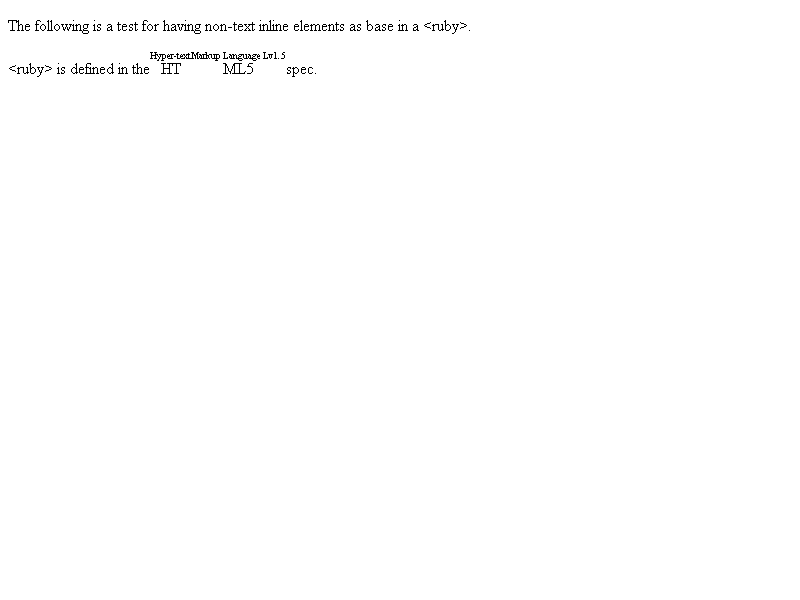 The following is a test for having non-text inline elements as base in a <ruby>.
Hyper-textMarkup Language Lv1.5
<ruby> is defined in the HT ML5 spec.